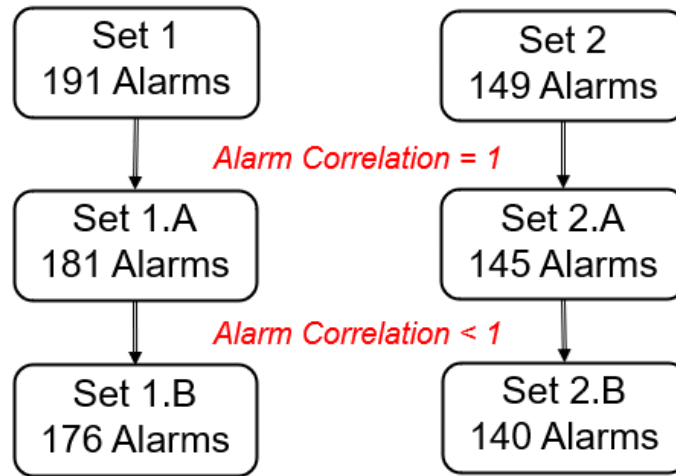 Set 1
191 Alarms
Set 2
149 Alarms
Alarm Correlation = 1
Set 1.A
181 Alarms
Set 2.A
145 Alarms
Alarm Correlation < 1
Set 1.B
176 Alarms
Set 2.B
140 Alarms